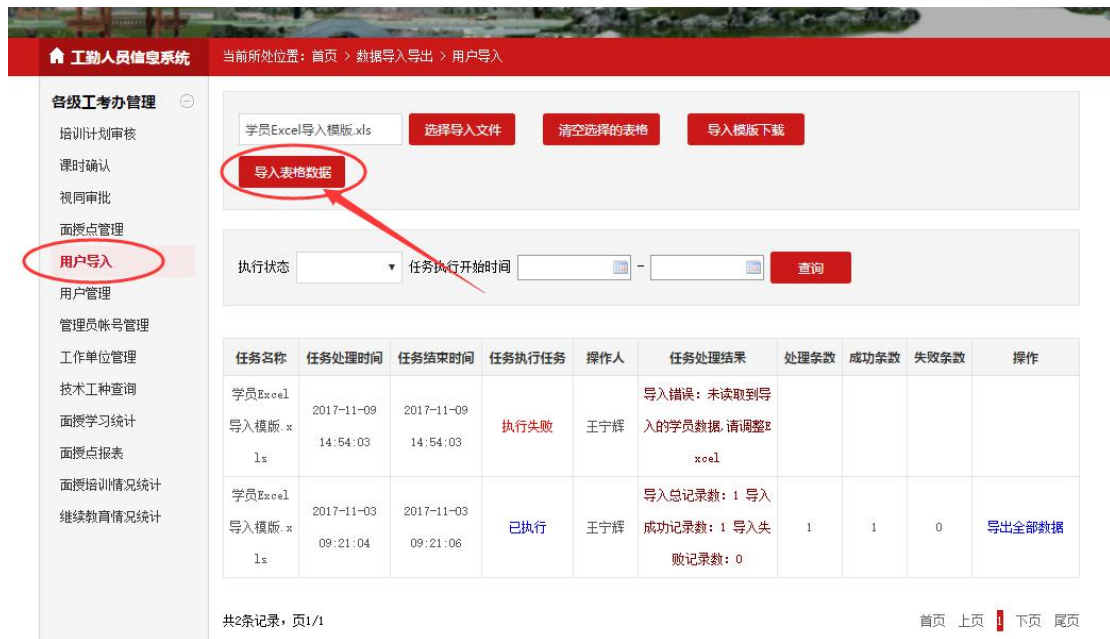 工勤人员信息系统
当前所处位置：首页 > 数据导入导出 > 用户导入
各级工考办管理
培训计划审核
课时确认
视同审批
面授点管理
用户导入
用户管理
管理员帐号管理
工作单位管理
技术工种查询
面授学习统计
面授点报表
面授培训情况统计
继续教育情况统计
学员Excel导入模版.xls 选择导入文件 清空选择的表格 导入模版下载
导入表格数据
执行状态 任务执行开始时间 - 查询
任务名称 任务处理时间 任务结束时间 任务执行任务 操作人 任务处理结果 处理条数 成功条数 失败条数 操作
学员Excel
导入模版.x
ls
2017-11-09
14:54:03
2017-11-09
14:54:03
执行失败
王宁辉
导入错误：未读取到导
入的学员数据,请调整E
xcel
学员Excel
导入模版.x
ls
2017-11-03
09:21:04
2017-11-03
09:21:06
已执行
王宁辉
导入总记录数：1 导入
成功记录数：1 导入失
败记录数：0
1
1
0
导出全部数据
共2条记录，页1/1
首页 上页 1 下页 尾页